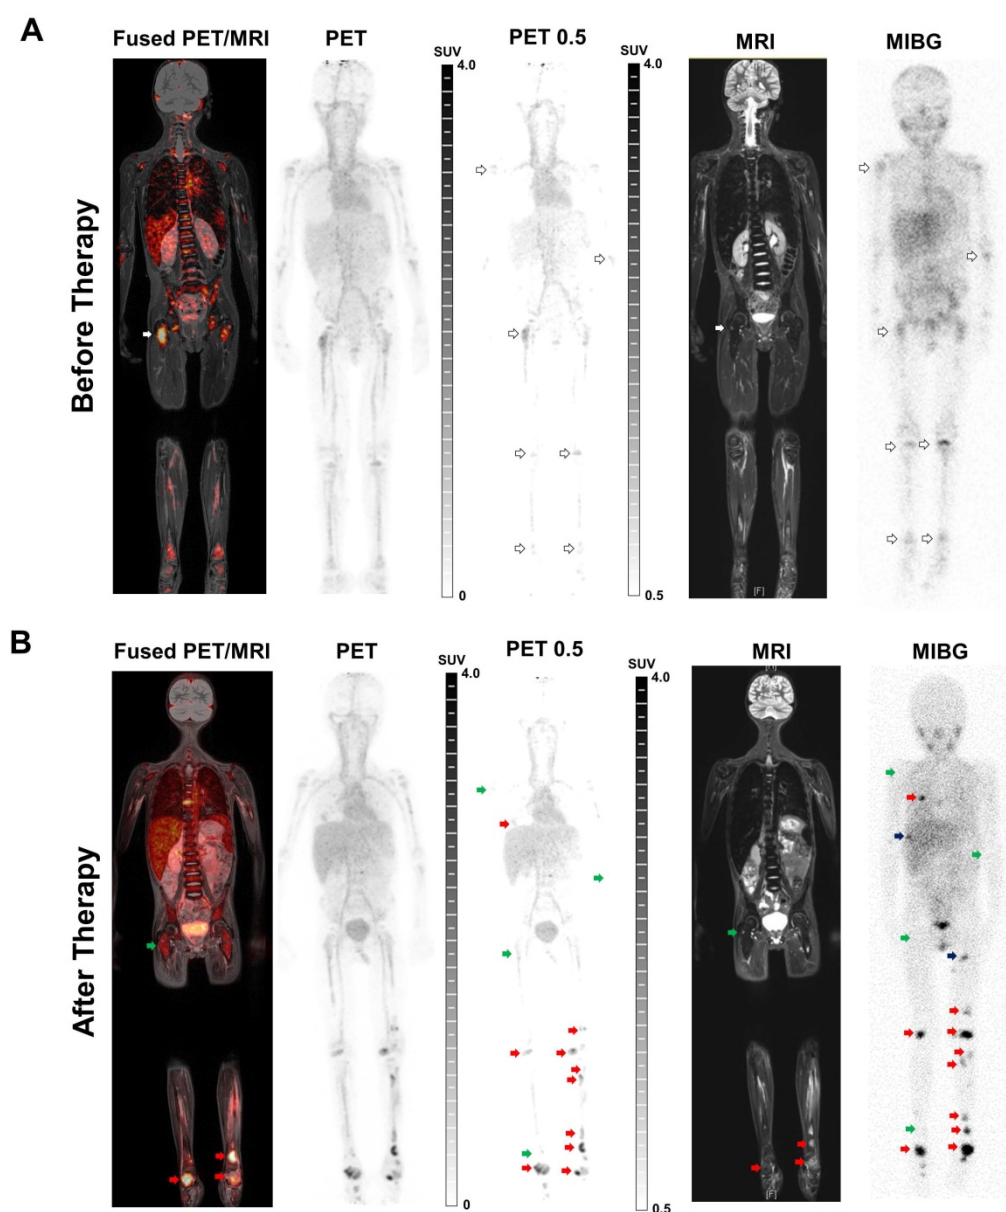 A
Fused PET/MRI PET SUV PET 0.5 SUV MRI MIBG
4.0 4.0
Before Therapy
0 0.5
[F]
B
Fused PET/MRI PET SUV PET 0.5 SUV MRI MIBG
4.0 4.0
After Therapy
0 0.5
[F]